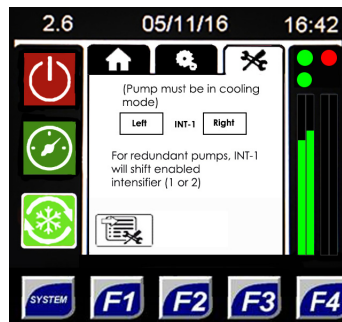 2.6 05/11/16 16:42
(Pump must be in cooling
mode)
Left INT-1 Right
For redundant pumps, INT-1
will shift enabled
intensifier (1 or 2)
SYSTEM F1 F2 F3 F4